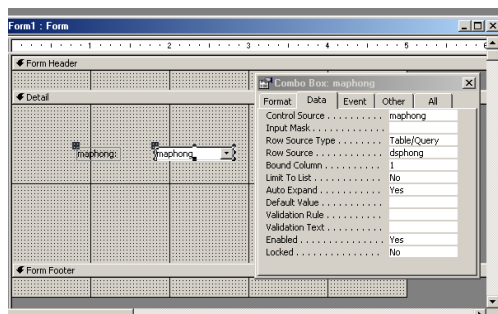 Form1 : Form
1 2 3 4 5 6
Form Header
Detail
maphong:
maphong
Form Footer
Combo Box: maphong
Format Data Event Other All
Control Source . . . . . . . . . maphong
Input Mask . . . . . . . . . . . .
Row Source Type . . . . . . . Table/Query
Row Source . . . . . . . . . . . dsphong
Bound Column . . . . . . . . . 1
Limit To List . . . . . . . . . . . No
Auto Expand . . . . . . . . . . Yes
Default Value . . . . . . . . . .
Validation Rule . . . . . . . . .
Validation Text . . . . . . . . .
Enabled . . . . . . . . . . . . . . Yes
Locked . . . . . . . . . . . . . . . No